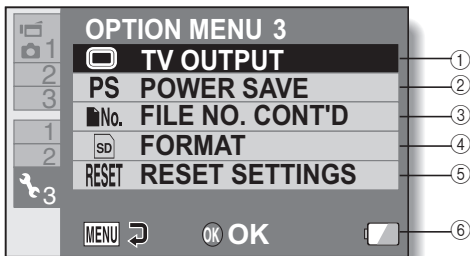 OPTION MENU 3
TV OUTPUT ①
PS POWER SAVE ②
No. FILE NO. CONT'D ③
SD FORMAT ④
RESET RESET SETTINGS ⑤
MENU OK OK ⑥
1
2
3
1
2
3